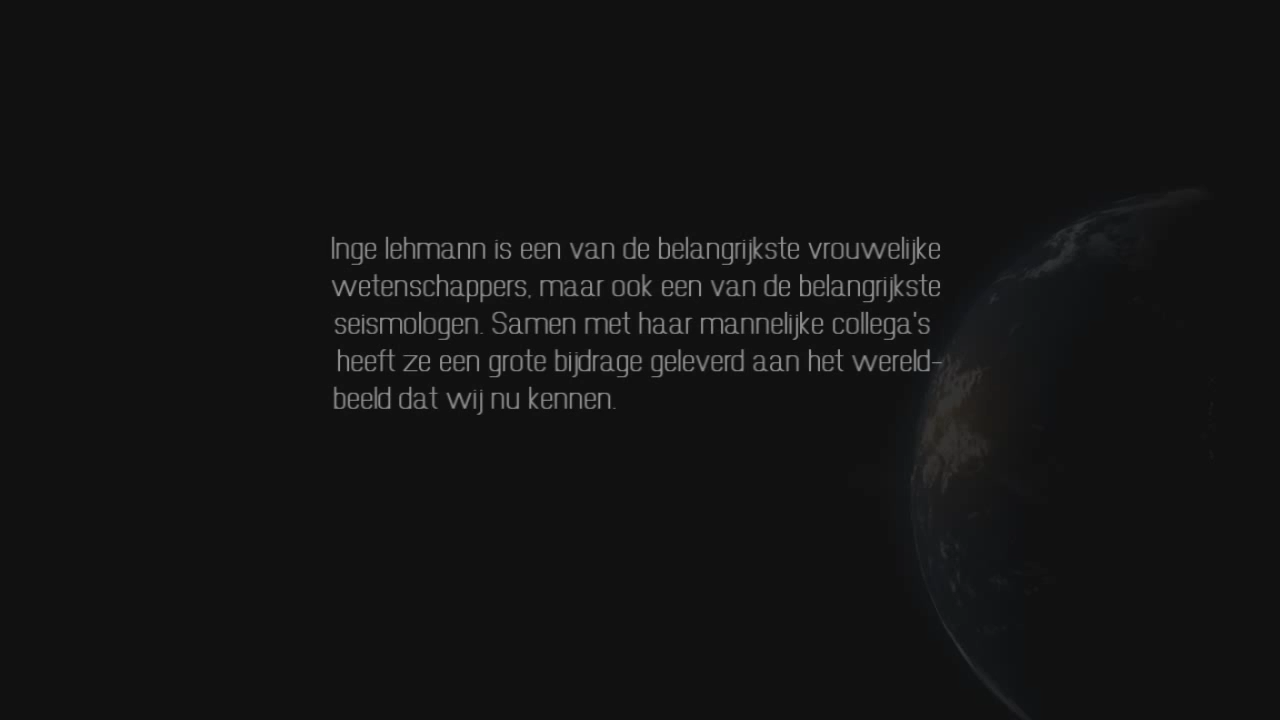 Inge lehmann is een van de belangrijkste vrouwelijke
wetenschappers, maar ook een van de belangrijkste
seismologen. Samen met haar mannelijke collega's
heeft ze een grote bijdrage geleverd aan het wereld-
beeld dat wij nu kennen.